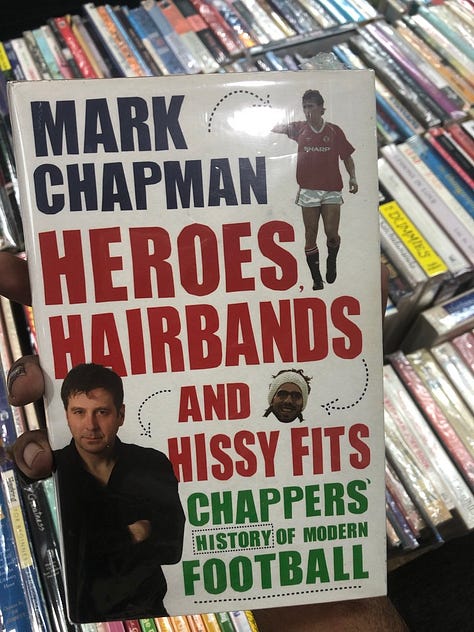 MARK
CHAPMAN
SHARP
HEROES,
HAIRBANDS
AND
HISSY FITS
CHAPPERS'
HISTORY OF MODERN
FOOTBALL
DUMMIES